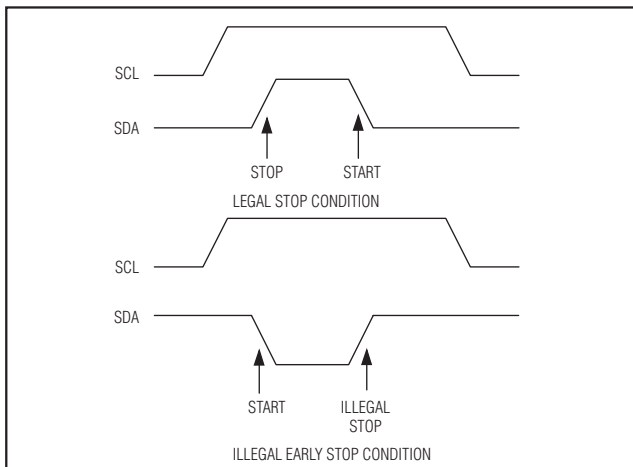 SCL
SDA
STOP START
LEGAL STOP CONDITION
SCL
SDA
START ILLEGAL
STOP
ILLEGAL EARLY STOP CONDITION